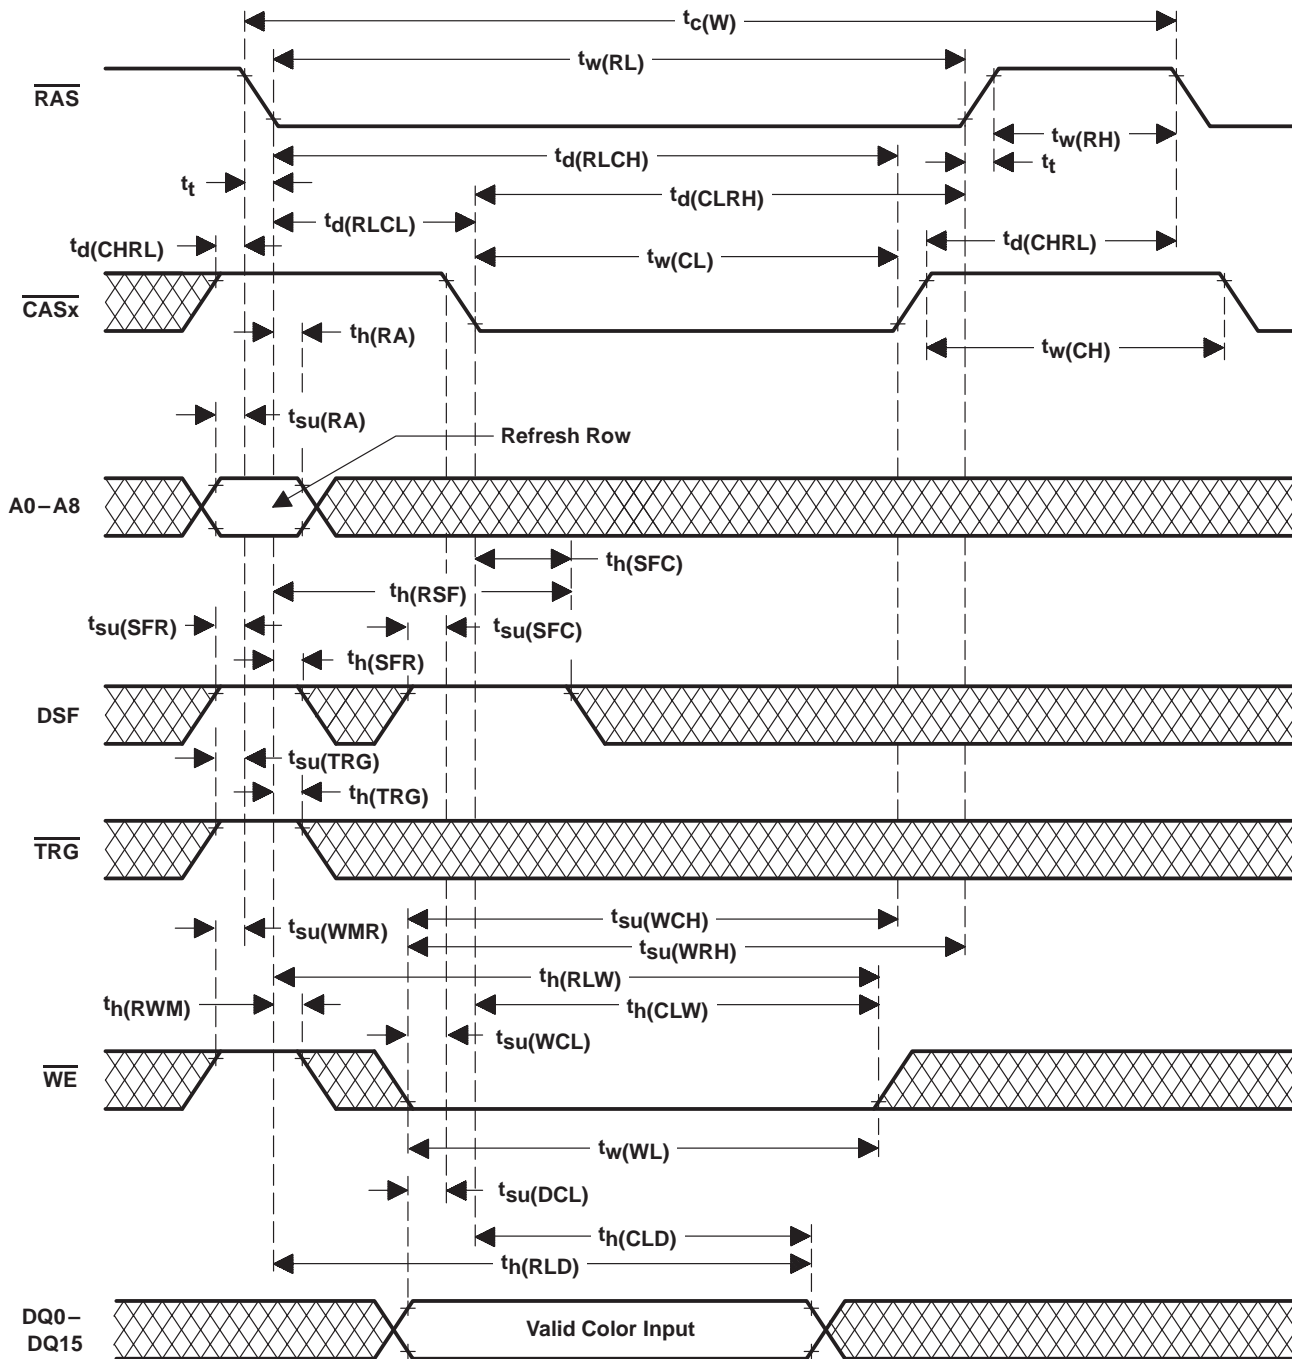 tc(W)
tw(RL)
RAS
tw(RH)
td(RLCH)
tt
tt
td(CLRH)
td(RLCL)
td(CHRL)
td(CHRL)
tw(CL)
CASx
th(RA)
tw(CH)
tsu(RA)
Refresh Row
A0–A8
th(SFC)
th(RSF)
tsu(SFR)
tsu(SFC)
th(SFR)
DSF
tsu(TRG)
th(TRG)
TRG
tsu(WCH)
tsu(WMR)
tsu(WRH)
th(RLW)
th(RWM)
th(CLW)
tsu(WCL)
WE
tw(WL)
tsu(DCL)
th(CLD)
th(RLD)
DQ0–
DQ15
Valid Color Input